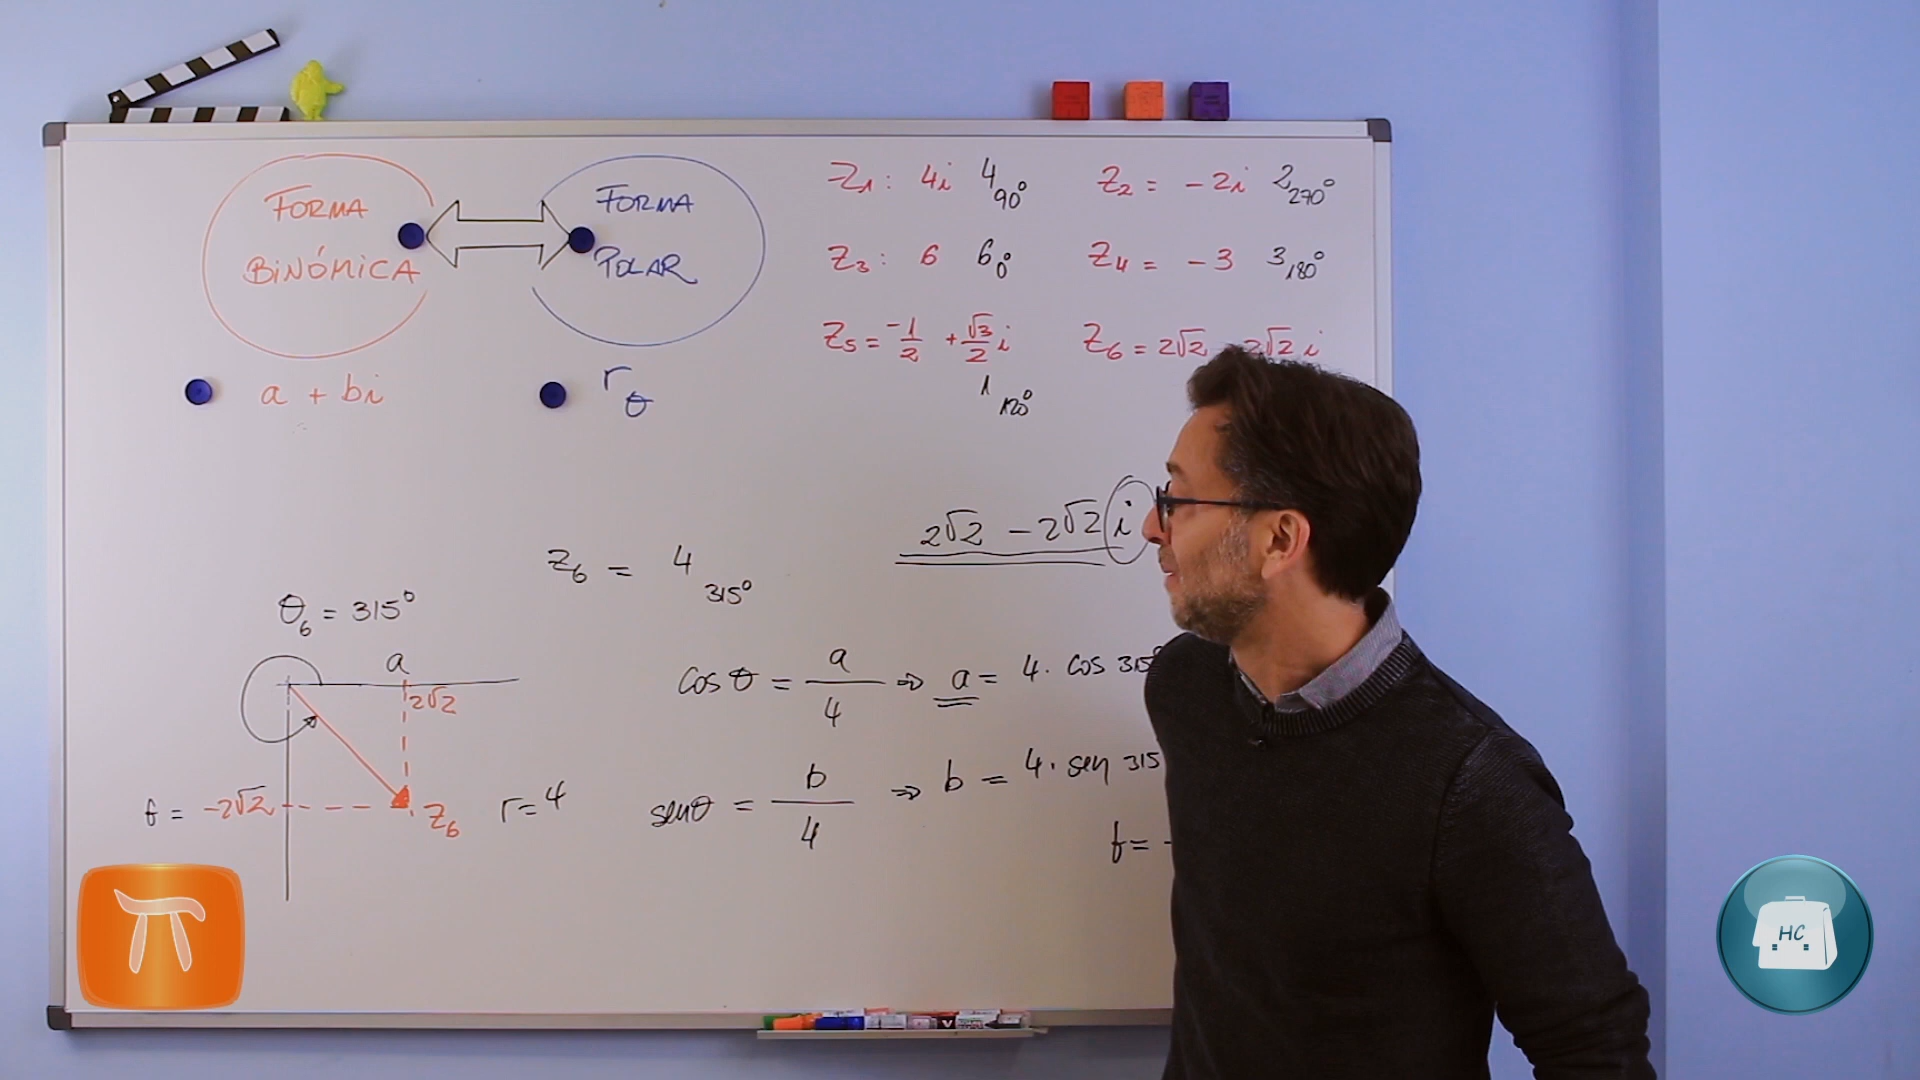 FORMA
BINÓMICA
FORMA
POLAR
a + bi
r θ
Z1 : 4i 4 90°
Z2 = -2i 2 270°
Z3 : 6 6 0°
Z4 = -3 3 180°
Z5 = -1/2 + √3/2 i
1 120°
Z6 = 2√2 - 2√2 i
2√2 - 2√2 i
Z6 = 4 315°
θ6 = 315°
a
2√2
-2√2
Z6
r = 4
cos θ = a/4 ⇒ a = 4 · cos 315°
sen θ = b/4 ⇒ b = 4 · sen 315
π
HC